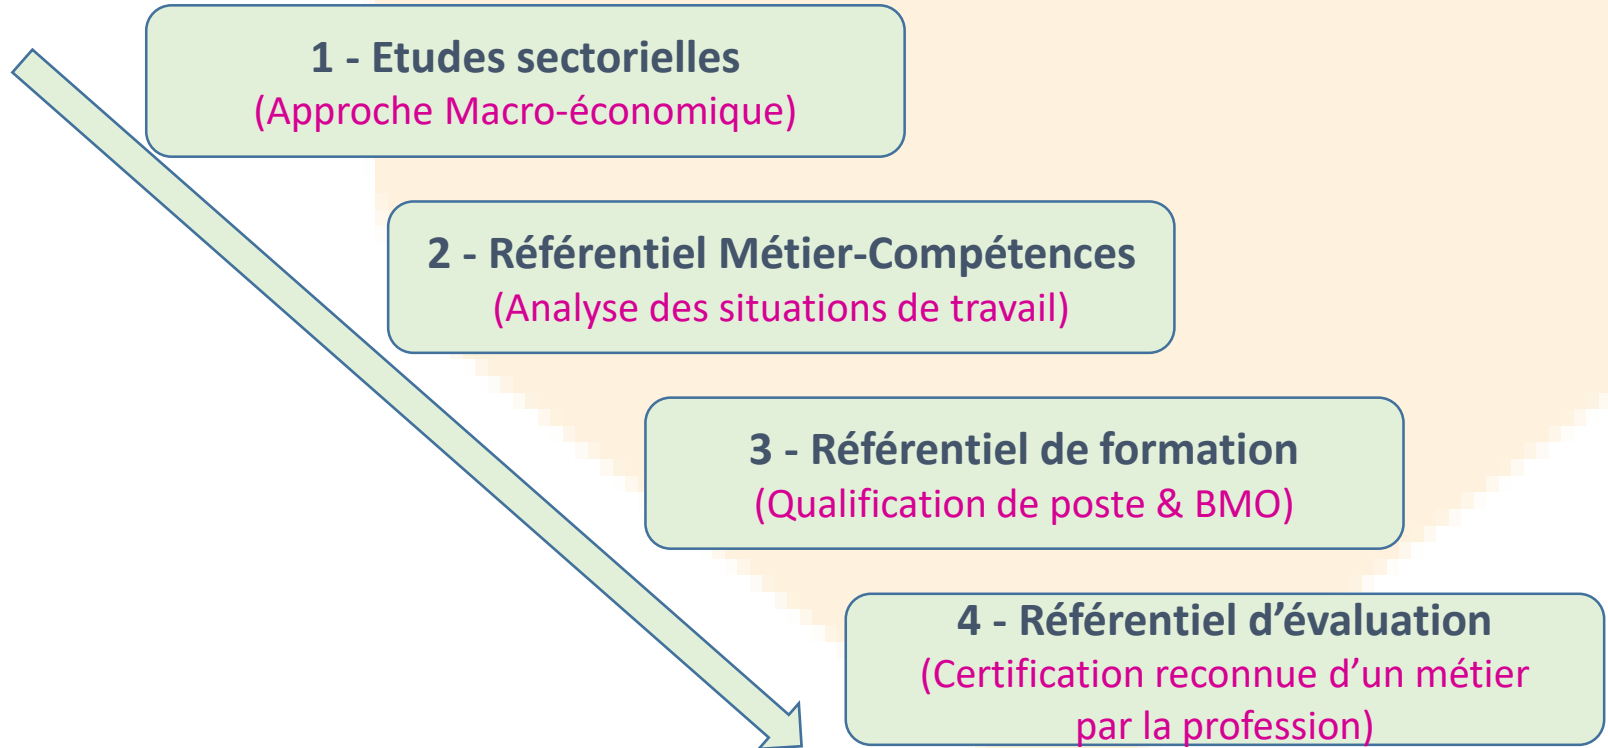 1 - Etudes sectorielles
(Approche Macro-économique)
2 - Référentiel Métier-Compétences
(Analyse des situations de travail)
3 - Référentiel de formation
(Qualification de poste & BMO)
4 - Référentiel d’évaluation
(Certification reconnue d’un métier
par la profession)